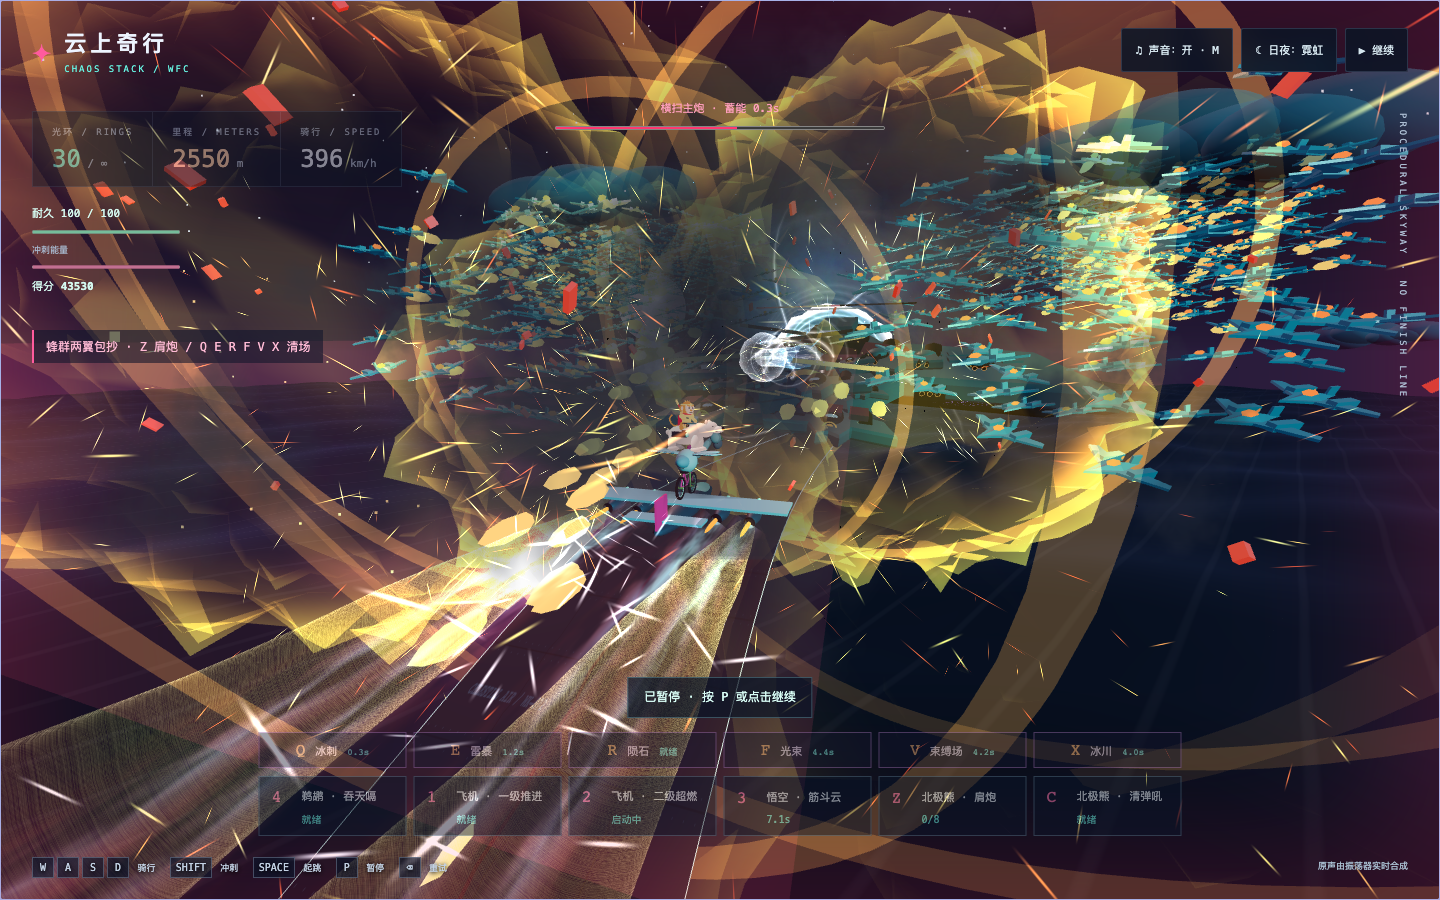 云上奇行
CHAOS STACK / WFC
♫ 声音: 开 · M
☾ 日夜: 霓虹
▶ 继续
横扫主炮 · 蓄能 0.3s
光环 / RINGS
30 / ∞
里程 / METERS
2550 m
骑行 / SPEED
396 km/h
耐久 100 / 100
冲刺能量
得分 43530
蜂群两翼包抄 · Z 肩炮 / Q E R F V X 清场
PROCEDURAL SKYWAY · NO FINISH LINE
已暂停 · 按 P 或点击继续
Q 冰刺 0.3s
E 雷暴 1.2s
R 陨石 就绪
F 光束 4.4s
V 束缚场 4.2s
X 冰川 4.0s
4 鹈鹕 · 吞天嗝
就绪
1 飞机 · 一级推进
就绪
2 飞机 · 二级超燃
启动中
3 悟空 · 筋斗云
7.1s
Z 北极熊 · 肩炮
0/8
C 北极熊 · 清弹吼
就绪
W A S D 骑行 SHIFT 冲刺 SPACE 起跳 P 暂停 ⌫
原声由振荡器实时合成